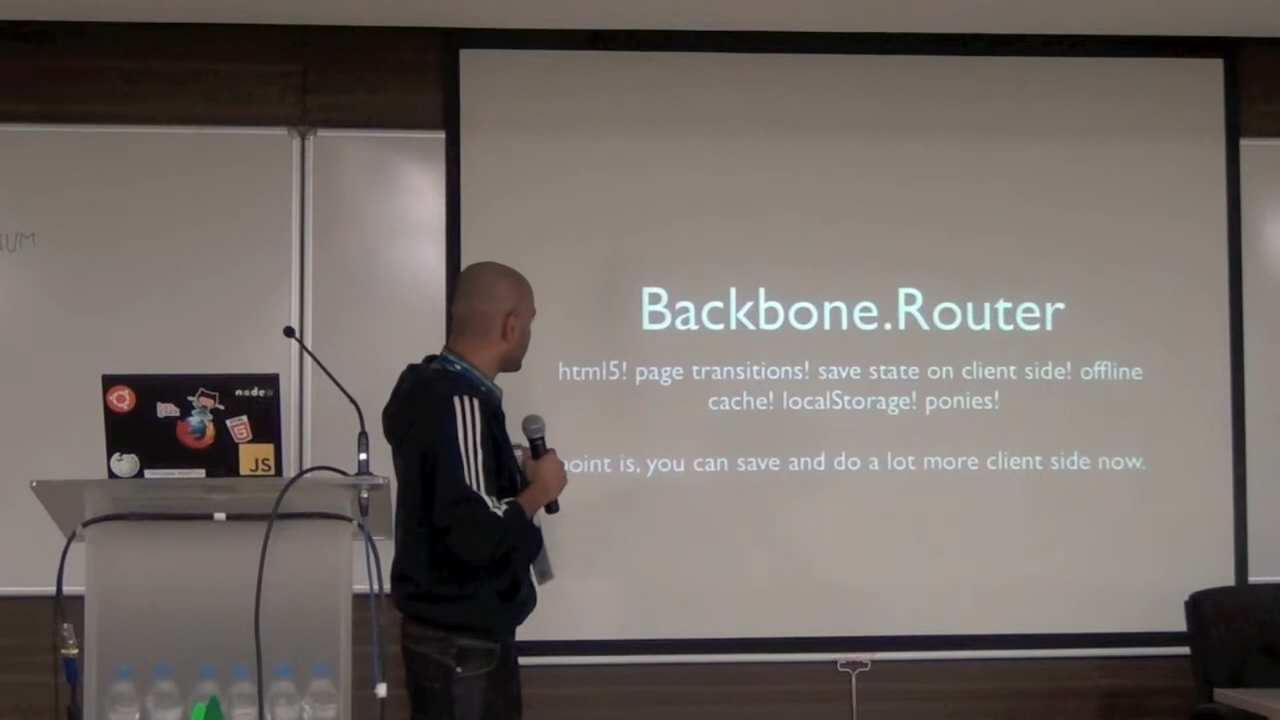 Backbone.Router
html5! page transitions! save state on client side! offline
cache! localStorage! ponies!
point is, you can save and do a lot more client side now.
node
JS